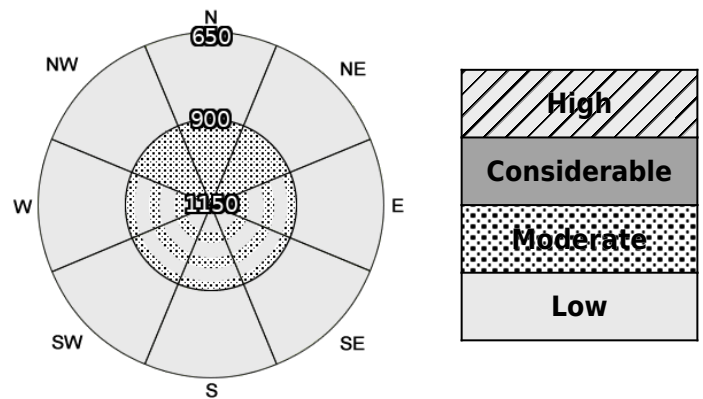 N
650
NW
NE
900
W
1150
E
SW
SE
S
High
Considerable
Moderate
Low